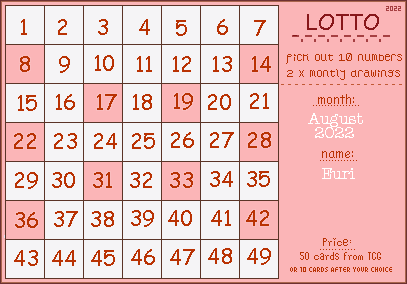 2022
LOTTO
pick out 10 numbers
2 x montly drawings
month:
August
2022
name:
Euri
Price:
50 cards from TCG
OR 10 CARDS AFTER YOUR CHOICE
1 2 3 4 5 6 7
8 9 10 11 12 13 14
15 16 17 18 19 20 21
22 23 24 25 26 27 28
29 30 31 32 33 34 35
36 37 38 39 40 41 42
43 44 45 46 47 48 49